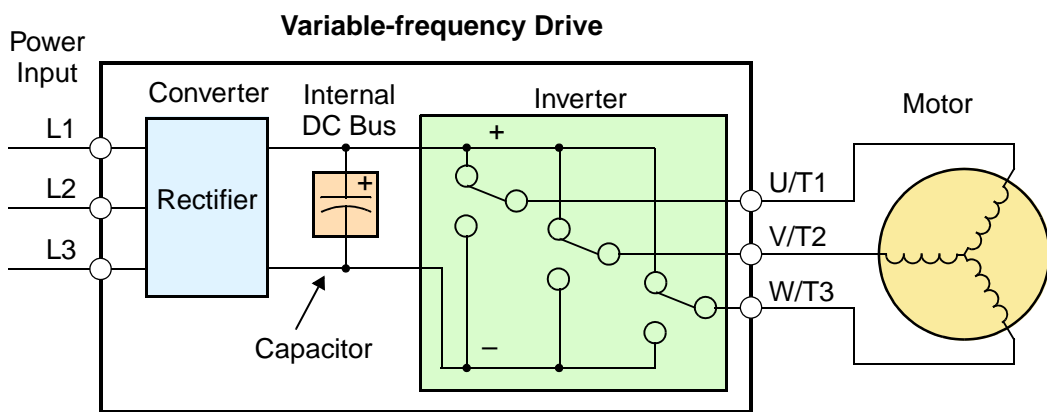 Variable-frequency Drive
Power
Input
Converter
Internal
DC Bus
Inverter
Motor
L1
L2
L3
Rectifier
+
+
–
U/T1
V/T2
W/T3
Capacitor